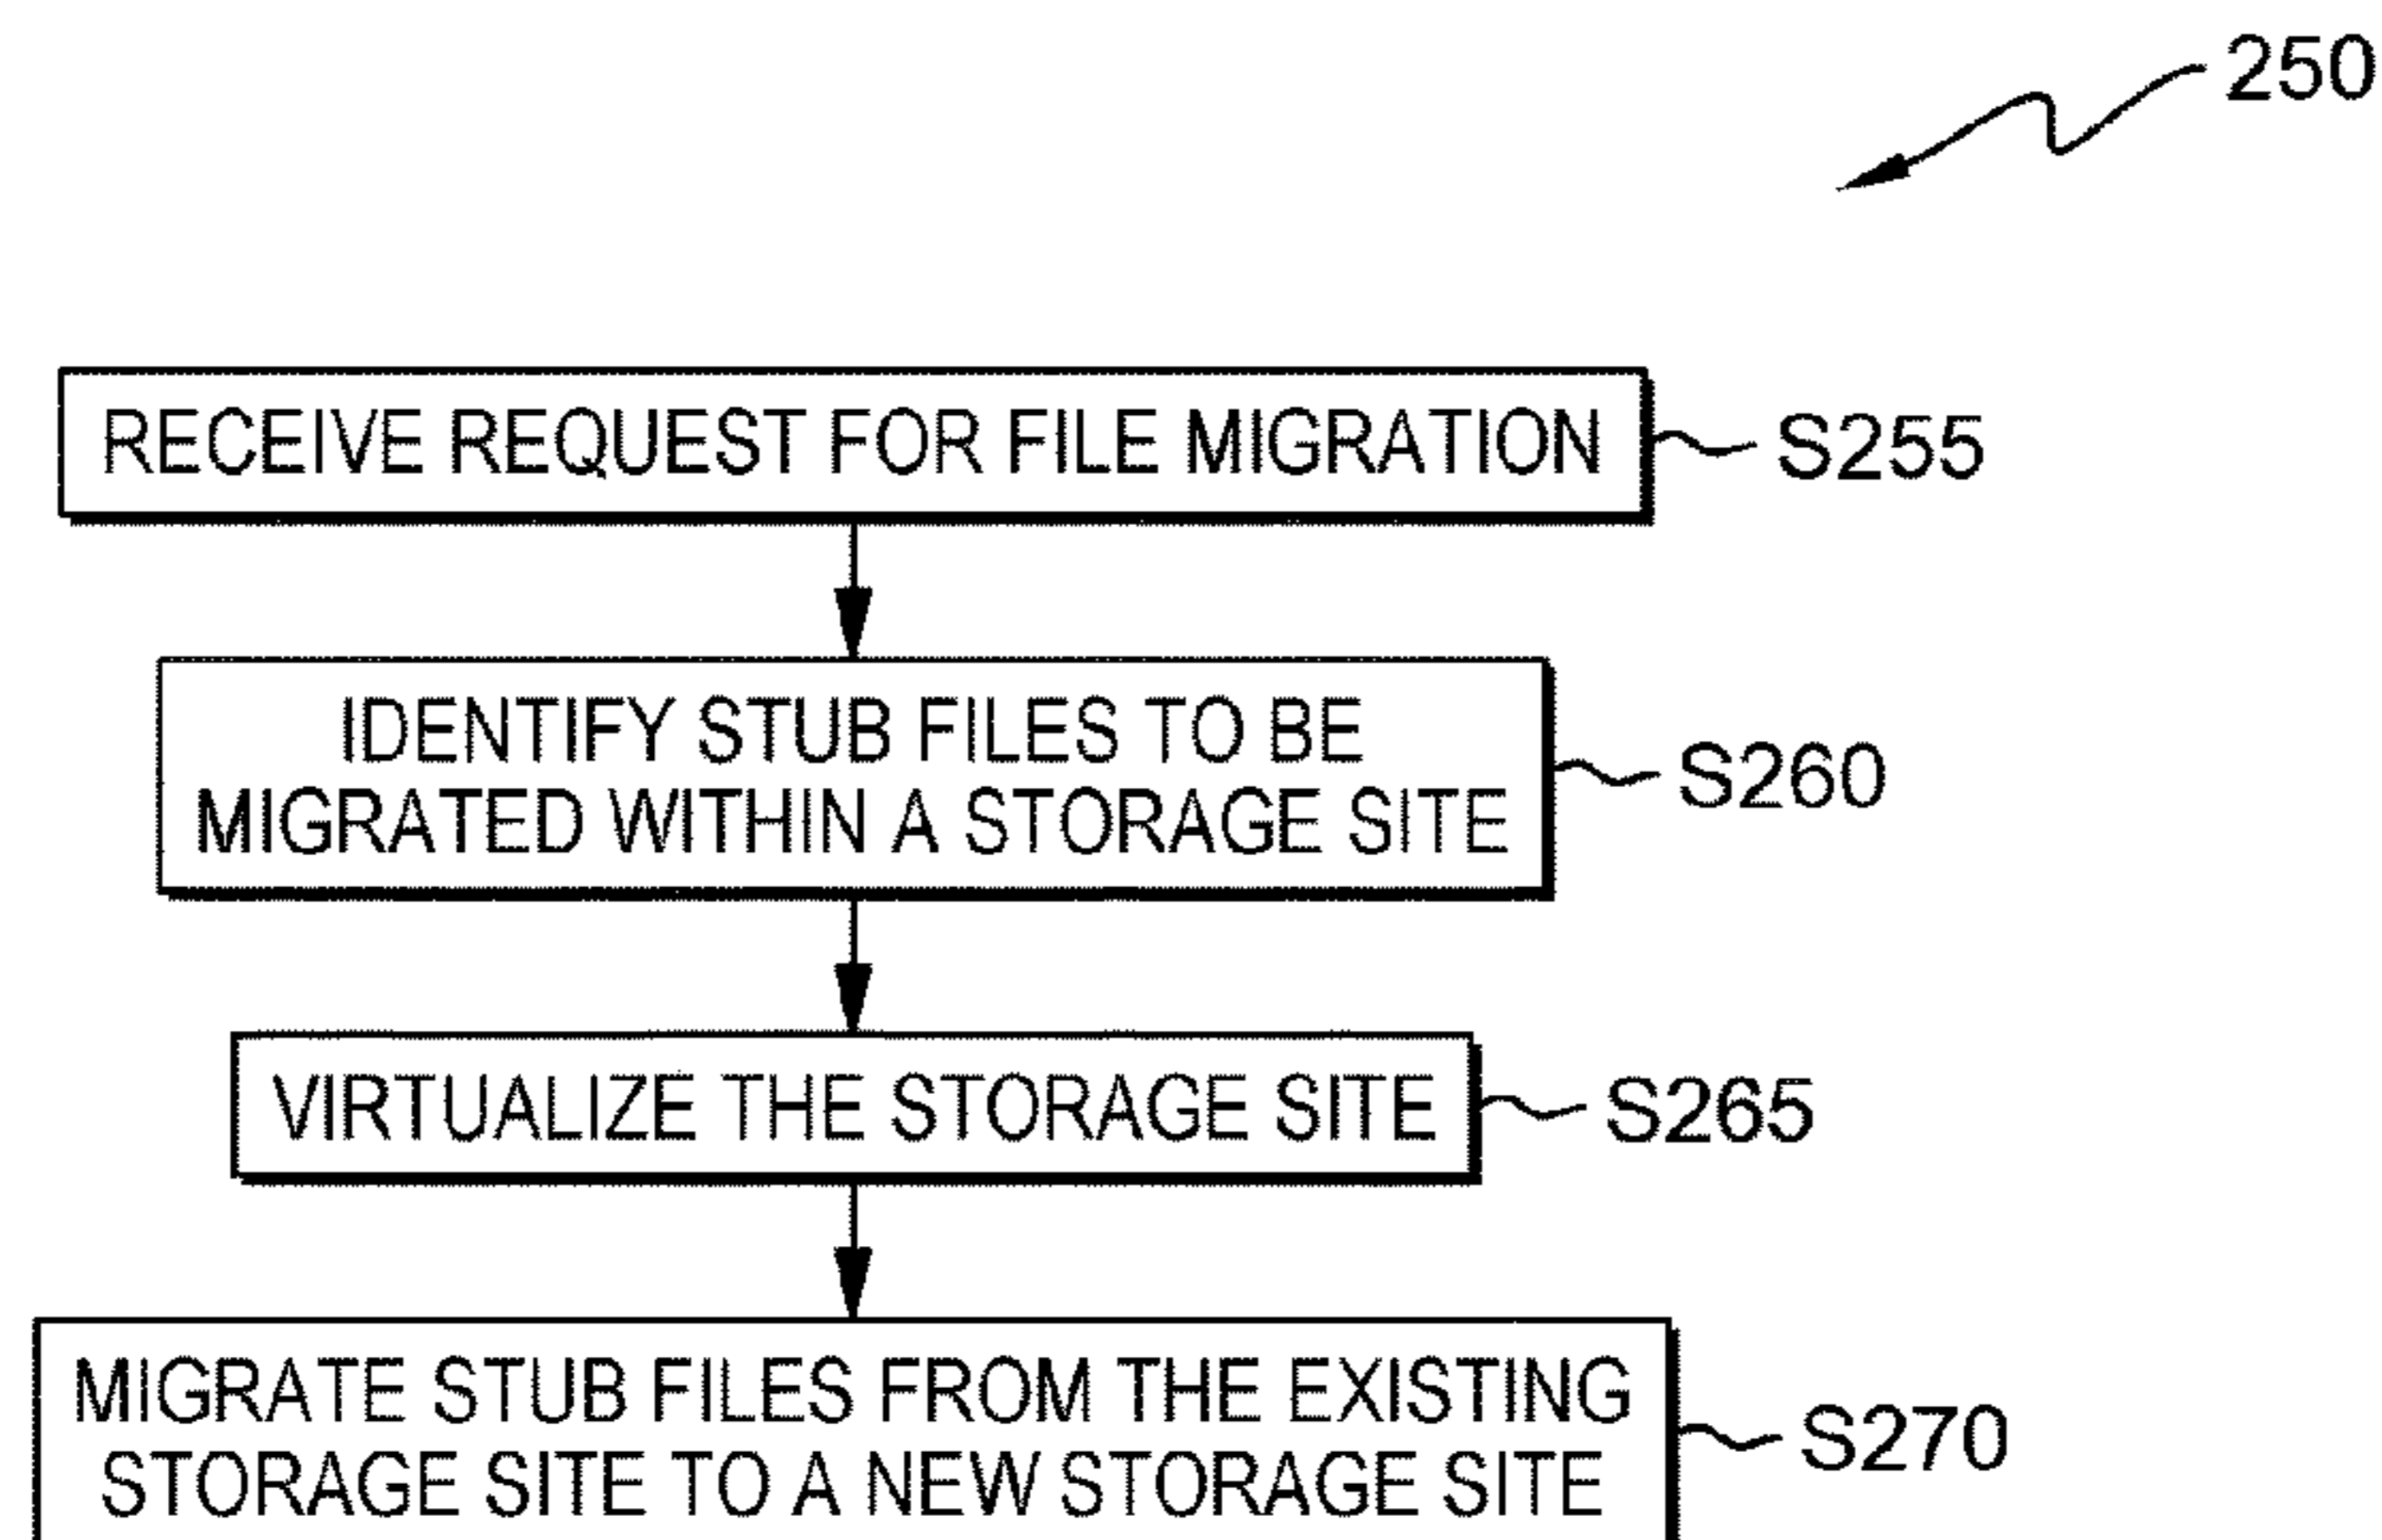 250
RECEIVE REQUEST FOR FILE MIGRATION
S255
IDENTIFY STUB FILES TO BE
MIGRATED WITHIN A STORAGE SITE
S260
VIRTUALIZE THE STORAGE SITE
S265
MIGRATE STUB FILES FROM THE EXISTING
STORAGE SITE TO A NEW STORAGE SITE
S270